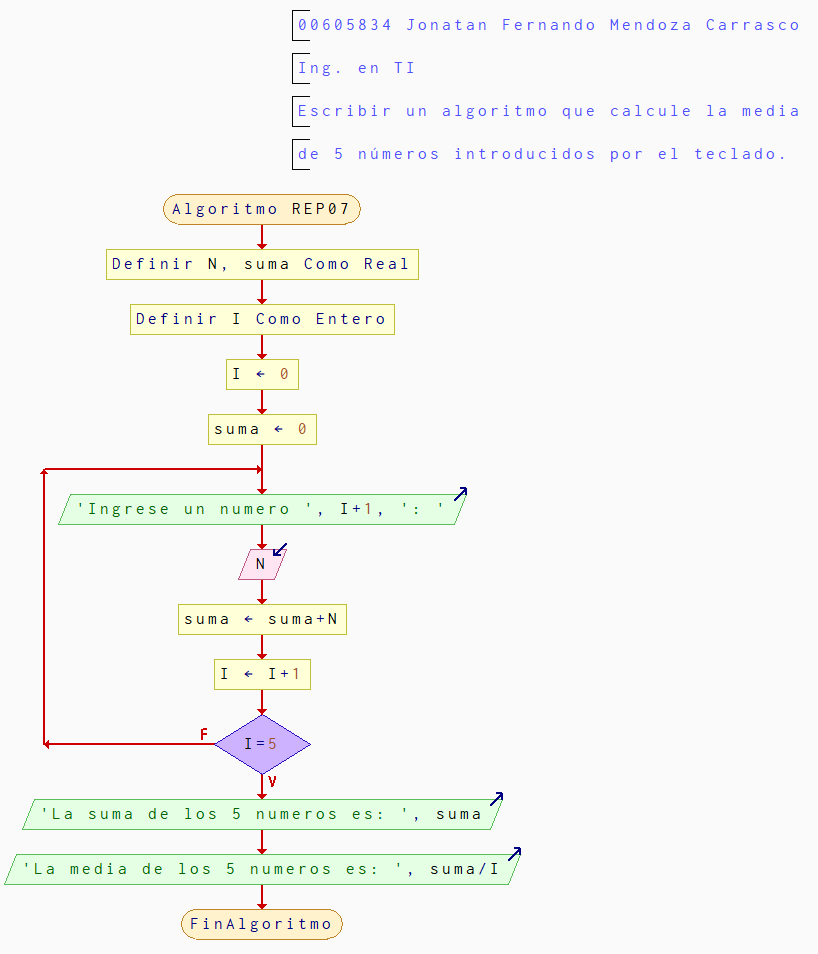 00605834 Jonatan Fernando Mendoza Carrasco
Ing. en TI
Escribir un algoritmo que calcule la media
de 5 números introducidos por el teclado.
Algoritmo REP07
Definir N, suma Como Real
Definir I Como Entero
I ← 0
suma ← 0
'Ingrese un numero ', I+1, ': '
N
suma ← suma+N
I ← I+1
F
I=5
V
'La suma de los 5 numeros es: ', suma
'La media de los 5 numeros es: ', suma/I
FinAlgoritmo